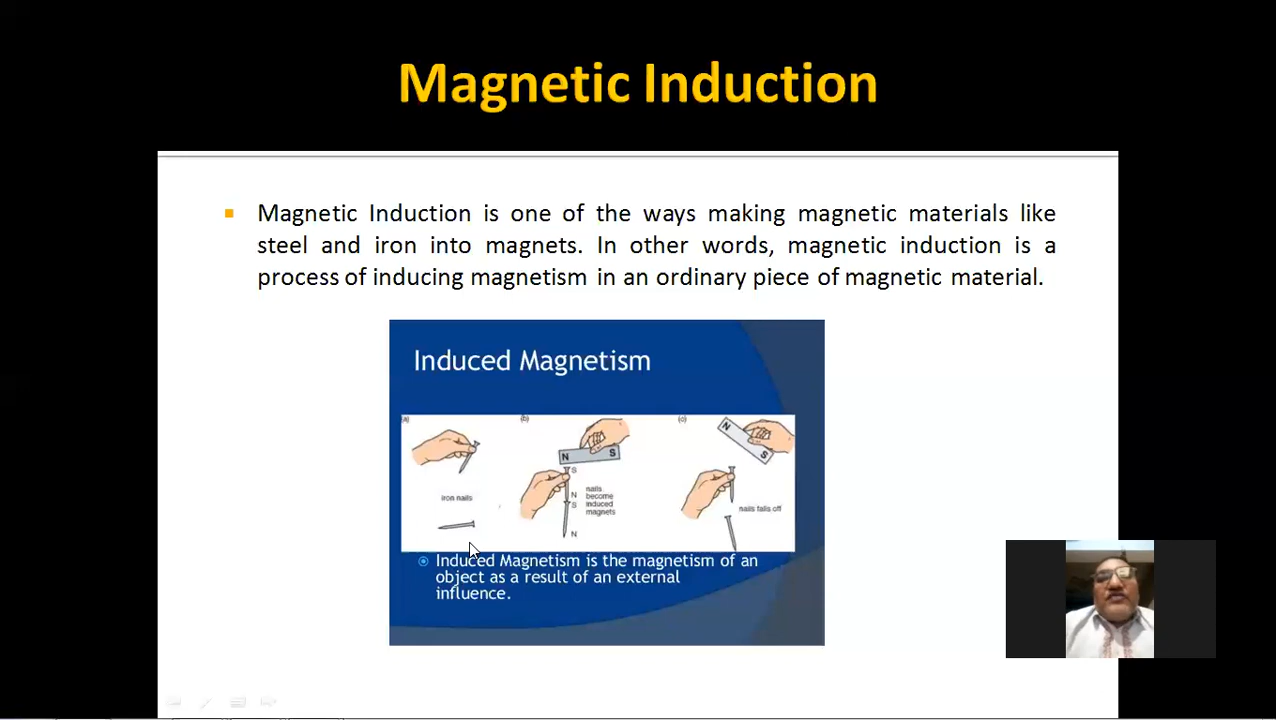 Magnetic Induction
Magnetic Induction is one of the ways making magnetic materials like
steel and iron into magnets. In other words, magnetic induction is a
process of inducing magnetism in an ordinary piece of magnetic material.
Induced Magnetism
(a)
(b)
(c)
N
S
N
S
S
N
S
N
iron nails
nails
become
induced
magnets
nails falls off
Induced Magnetism is the magnetism of an
object as a result of an external
influence.